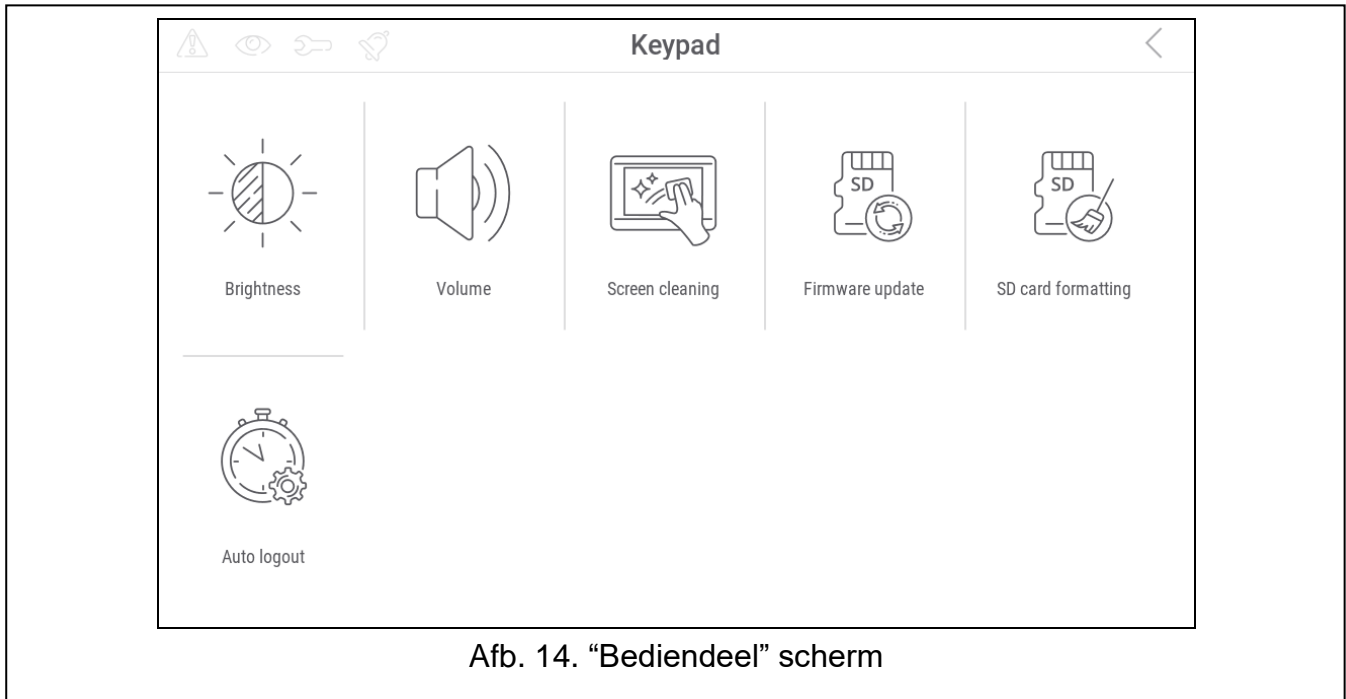 Keypad
SD
SD
Brightness
Volume
Screen cleaning
Firmware update
SD card formatting
Auto logout
Afb. 14. “Bediendeel” scherm